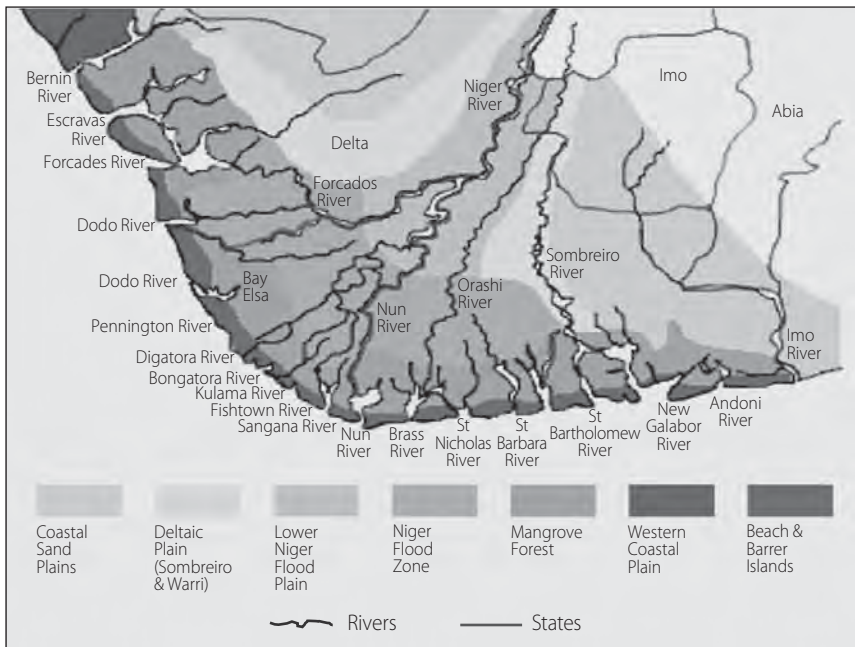 Imo
Abia
Niger
River
Delta
Bernin
River
Escravas
River
Forcades River
Forcados
River
Dodo River
Dodo River
Bay
Elsa
Pennington River
Digatora River
Bongatora River
Kulama River
Fishtown River
Sangana River
Nun
River
Orashi
River
Sombreiro
River
Imo
River
Nun
River
Brass
River
St
Nicholas
River
St
Barbara
River
St
Bartholomew
River
New
Galabor
River
Andoni
River
Coastal
Sand
Plains
Deltaic
Plain
(Sombreiro
& Warri)
Lower
Niger
Flood
Plain
Niger
Flood
Zone
Mangrove
Forest
Western
Coastal
Plain
Beach &
Barrer
Islands
Rivers
States